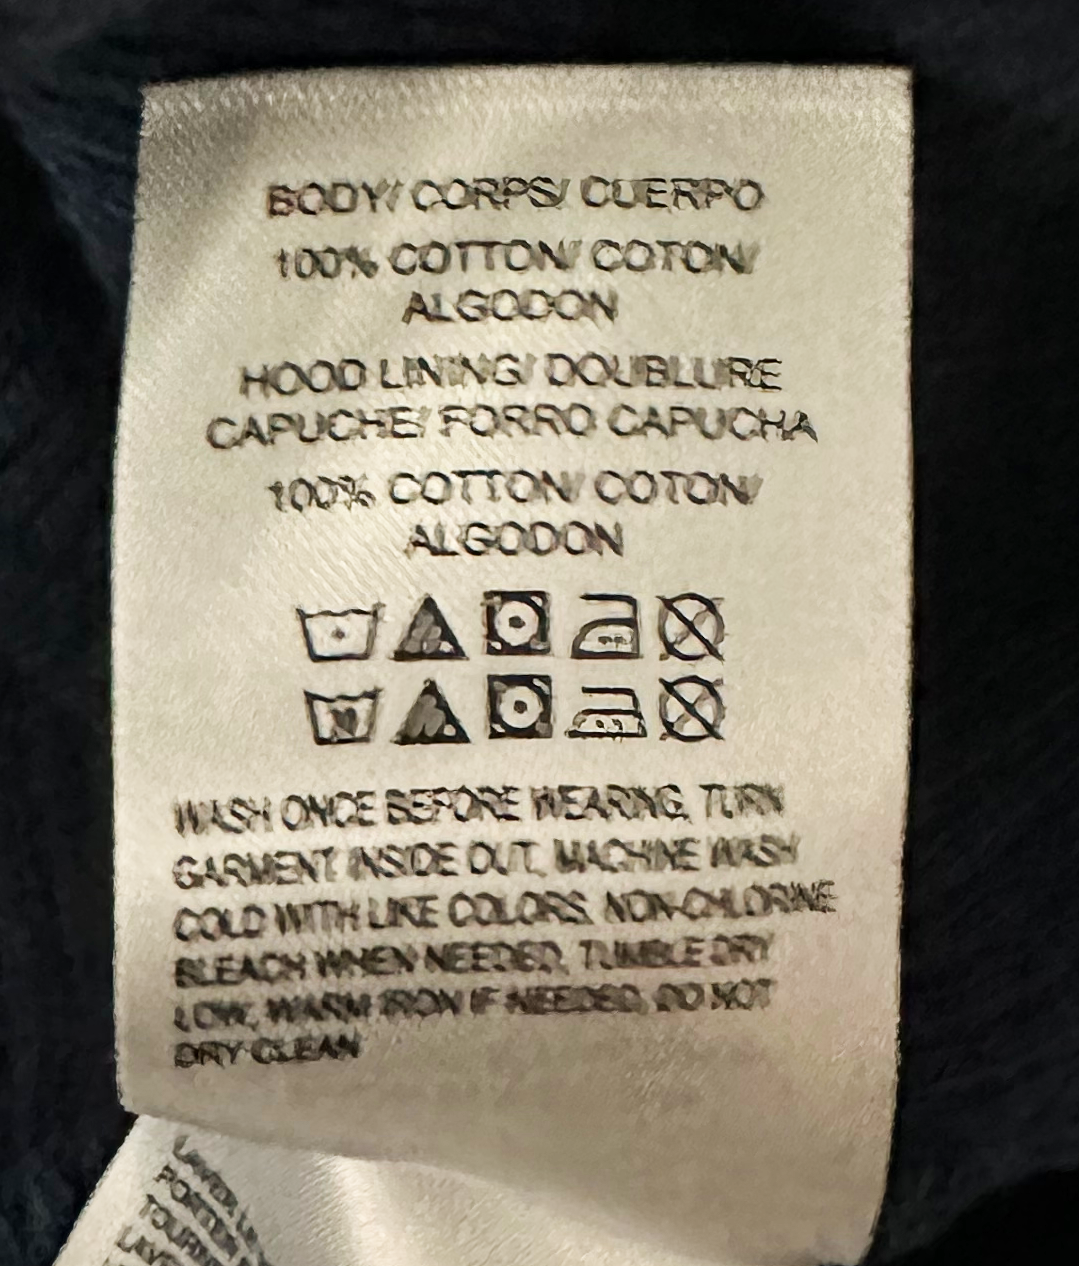 BODY/ CORPS/ CUERPO
100% COTTON/ COTON/
ALGODON
HOOD LINING/ DOUBLURE
CAPUCHE/ FORRO CAPUCHA
100% COTTON/ COTON/
ALGODON
WASH ONCE BEFORE WEARING, TURN
GARMENT INSIDE OUT, MACHINE WASH
COLD WITH LIKE COLORS, NON-CHLORINE
BLEACH WHEN NEEDED, TUMBLE DRY
LOW, WARM IRON IF NEEDED, DO NOT
DRY CLEAN